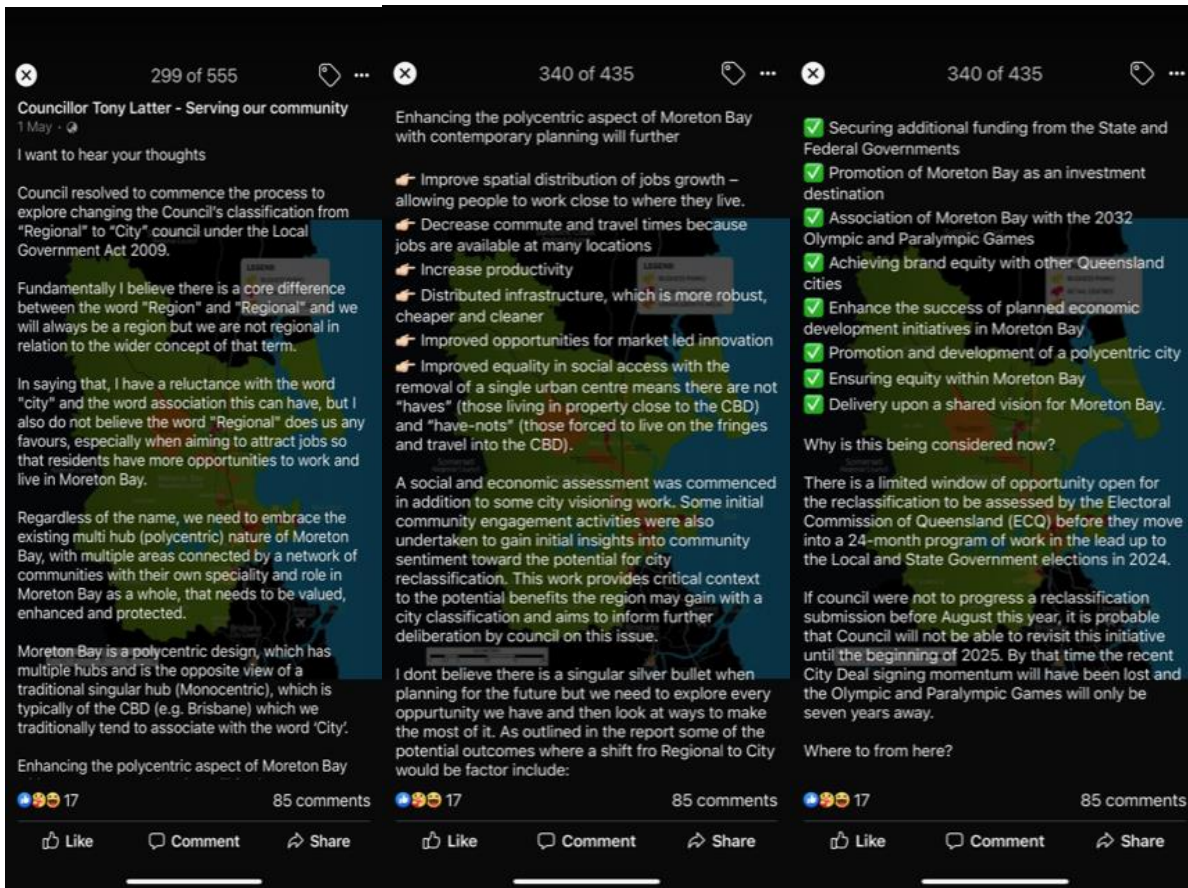 299 of 555
Councillor Tony Latter - Serving our community
1 May ·
I want to hear your thoughts
Council resolved to commence the process to
explore changing the Council's classification from
"Regional" to "City" council under the Local
Government Act 2009.
Fundamentally I believe there is a core difference
between the word "Region" and "Regional" and we
will always be a region but we are not regional in
relation to the wider concept of that term.
In saying that, I have a reluctance with the word
"city" and the word association this can have, but I
also do not believe the word "Regional" does us any
favours, especially when aiming to attract jobs so
that residents have more opportunities to work and
live in Moreton Bay.
Regardless of the name, we need to embrace the
existing multi hub (polycentric) nature of Moreton
Bay, with multiple areas connected by a network of
communities with their own speciality and role in
Moreton Bay as a whole, that needs to be valued,
enhanced and protected.
Moreton Bay is a polycentric design, which has
multiple hubs and is the opposite view of a
traditional singular hub (Monocentric), which is
typically of the CBD (e.g. Brisbane) which we
traditionally tend to associate with the word 'City'.
Enhancing the polycentric aspect of Moreton Bay
17
85 comments
Like Comment Share
340 of 435
Enhancing the polycentric aspect of Moreton Bay
with contemporary planning will further
👉 Improve spatial distribution of jobs growth –
allowing people to work close to where they live.
👉 Decrease commute and travel times because
jobs are available at many locations
👉 Increase productivity
👉 Distributed infrastructure, which is more robust,
cheaper and cleaner
👉 Improved opportunities for market led innovation
👉 Improved equality in social access with the
removal of a single urban centre means there are not
"haves" (those living in property close to the CBD)
and "have-nots" (those forced to live on the fringes
and travel into the CBD).
A social and economic assessment was commenced
in addition to some city visioning work. Some initial
community engagement activities were also
undertaken to gain initial insights into community
sentiment toward the potential for city
reclassification. This work provides critical context
to the potential benefits the region may gain with a
city classification and aims to inform further
deliberation by council on this issue.
I dont believe there is a singular silver bullet when
planning for the future but we need to explore every
oppurtunity we have and then look at ways to make
the most of it. As outlined in the report some of the
potential outcomes where a shift fro Regional to City
would be factor include:
17
85 comments
Like Comment Share
340 of 435
✅ Securing additional funding from the State and
Federal Governments
✅ Promotion of Moreton Bay as an investment
destination
✅ Association of Moreton Bay with the 2032
Olympic and Paralympic Games
✅ Achieving brand equity with other Queensland
cities
✅ Enhance the success of planned economic
development initiatives in Moreton Bay
✅ Promotion and development of a polycentric city
✅ Ensuring equity within Moreton Bay
✅ Delivery upon a shared vision for Moreton Bay.
Why is this being considered now?
There is a limited window of opportunity open for
the reclassification to be assessed by the Electoral
Commission of Queensland (ECQ) before they move
into a 24-month program of work in the lead up to
the Local and State Government elections in 2024.
If council were not to progress a reclassification
submission before August this year, it is probable
that Council will not be able to revisit this initiative
until the beginning of 2025. By that time the recent
City Deal signing momentum will have been lost and
the Olympic and Paralympic Games will only be
seven years away.
Where to from here?
17
85 comments
Like Comment Share
LEGEND
LEGEND